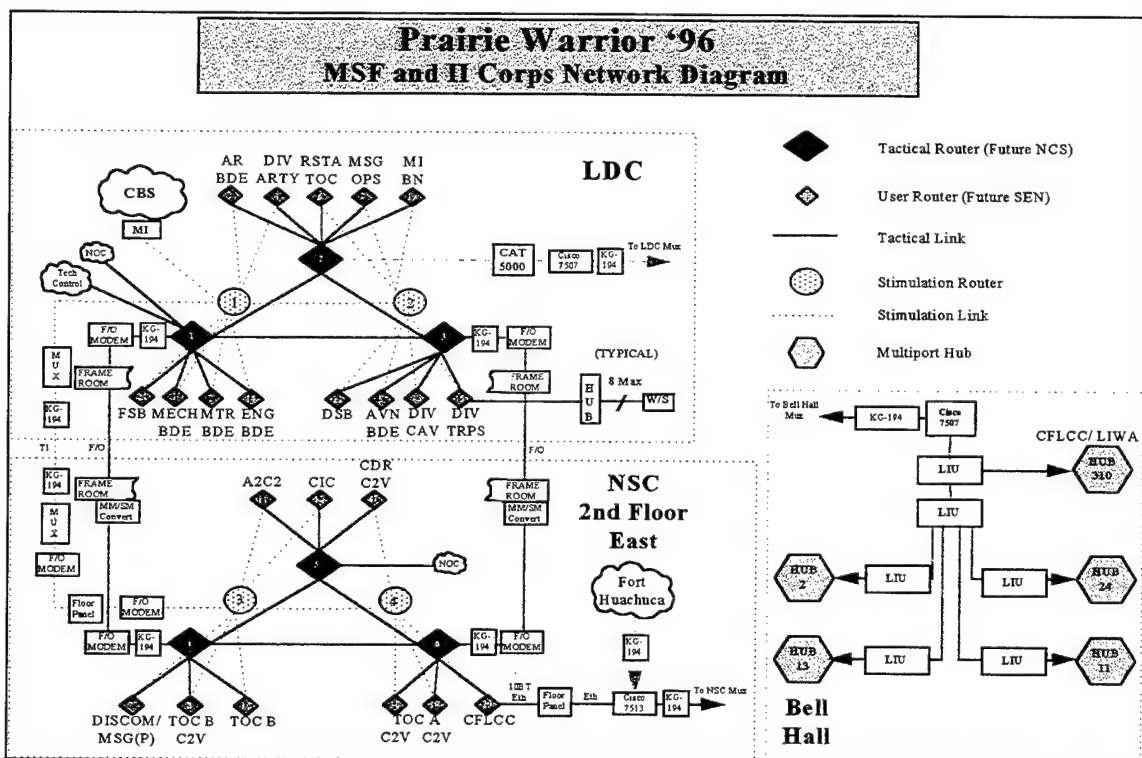 Prairie Warrior ‘96
MSF and II Corps Network Diagram
AR DIV RSTA MSG MI
BDE ARTY TOC OPS BN
LDC
CBS
MI
NOC
Tech
Control
CAT
5000
Cisco
7507
KG-
194
To LDC Mux
1
2
F/O
MODEM
KG-
194
KG-
194
F/O
MODEM
MUX
FRAME
ROOM
FRAME
ROOM
KG-
194
FSB MECH MTR ENG
BDE BDE BDE
DSB AVN DIV DIV
BDE CAV TRPS
(TYPICAL)
HUB
8 Max
W/S
T1
F/O
F/O
Tactical Router (Future NCS)
User Router (Future SEN)
Tactical Link
Stimulation Router
Stimulation Link
Multiport Hub
KG-
194
MUX
F/O
MODEM
FRAME
ROOM
MM/SM
Convert
A2C2 CIC CDR
C2V
FRAME
ROOM
MM/SM
Convert
NSC
2nd Floor
East
NOC
3
4
Fort
Huachuca
KG-
194
Floor
Panel
F/O
MODEM
F/O
MODEM
KG-
194
KG-
194
F/O
MODEM
DISCOM/ TOC B TOC B
MSG(P) C2V
TOC A CFLCC
C2V C2V
10BT
Eth
Floor
Panel
Eth
Cisco
7513
KG-
194
To NSC Mux
To Bell Hall
Mux
KG-194
Cisco
7507
CFLCC/ LIWA
LIU
HUB
310
LIU
HUB
2
LIU
LIU
HUB
24
HUB
13
LIU
LIU
HUB
11
Bell
Hall